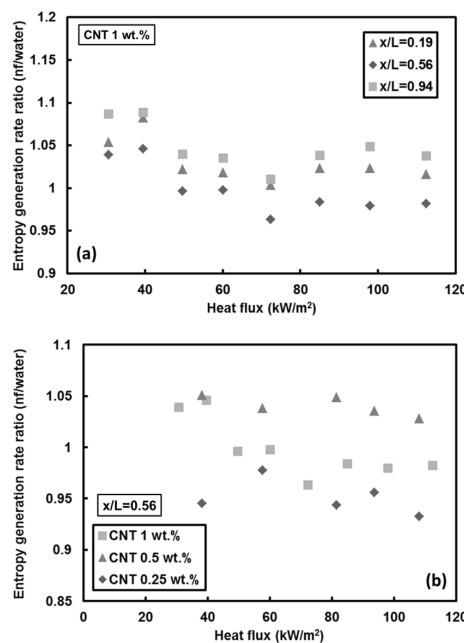 1.2
CNT 1 wt.%
x/L=0.19
1.15
x/L=0.56
x/L=0.94
1.1
1.05
1
0.95
(a)
0.9
20 40 60 80 100 120
Heat flux (kW/m²)
Entropy generation rate ratio (nf/water)
1.1
1.05
1
0.95
x/L=0.56
CNT 1 wt.%
0.9
CNT 0.5 wt.%
CNT 0.25 wt.%
(b)
0.85
0 20 40 60 80 100 120
Heat flux (kW/m²)
Entropy generation rate ratio (nf/water)